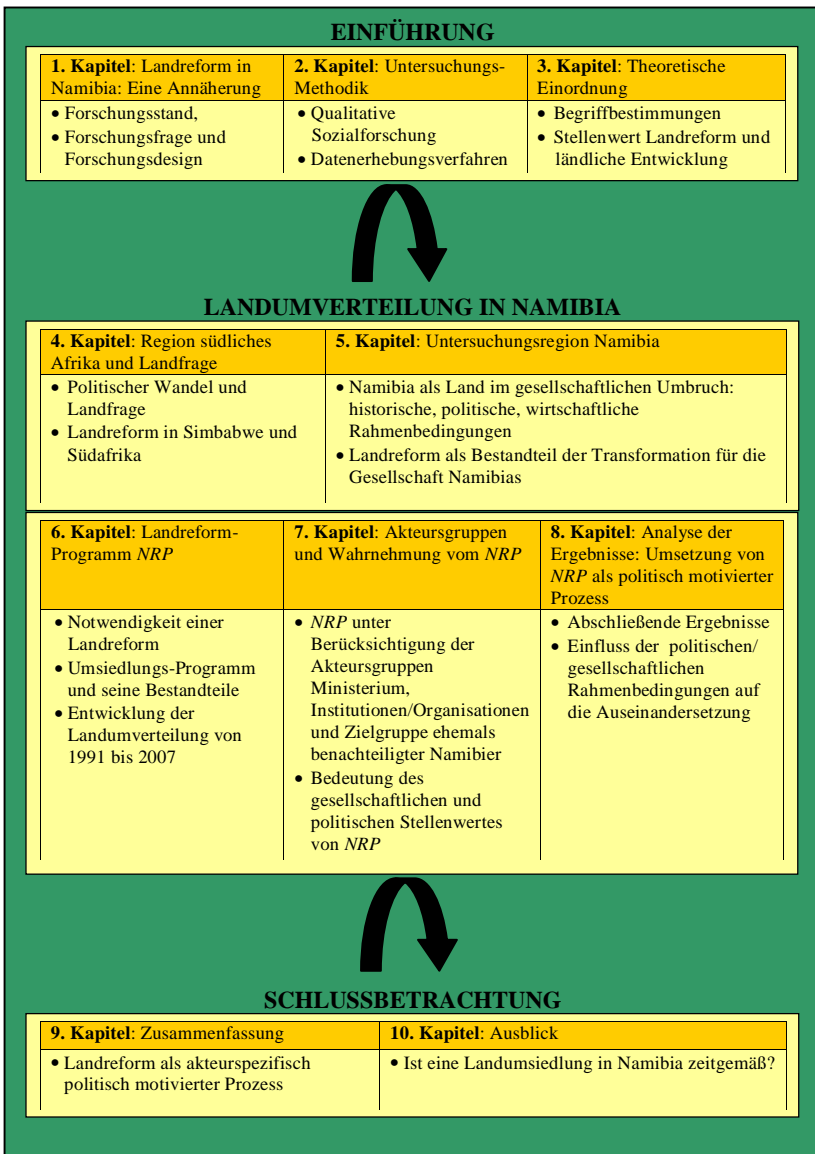 EINFÜHRUNG
1. Kapitel: Landreform in
Namibia: Eine Annäherung
• Forschungsstand,
• Forschungsfrage und
Forschungsdesign
2. Kapitel: Untersuchungs-
Methodik
• Qualitative
Sozialforschung
• Datenerhebungsverfahren
3. Kapitel: Theoretische
Einordnung
• Begriffbestimmungen
• Stellenwert Landreform und
ländliche Entwicklung
LANDUMVERTEILUNG IN NAMIBIA
4. Kapitel: Region südliches
Afrika und Landfrage
• Politischer Wandel und
Landfrage
• Landreform in Simbabwe und
Südafrika
5. Kapitel: Untersuchungsregion Namibia
• Namibia als Land im gesellschaftlichen Umbruch:
historische, politische, wirtschaftliche
Rahmenbedingungen
• Landreform als Bestandteil der Transformation für die
Gesellschaft Namibias
6. Kapitel: Landreform-
Programm NRP
• Notwendigkeit einer
Landreform
• Umsiedlungs-Programm
und seine Bestandteile
• Entwicklung der
Landumverteilung von
1991 bis 2007
7. Kapitel: Akteursgruppen
und Wahrnehmung vom NRP
• NRP unter
Berücksichtigung der
Akteursgruppen
Ministerium,
Institutionen/Organisationen
und Zielgruppe ehemals
benachteiligter Namibier
• Bedeutung des
gesellschaftlichen und
politischen Stellenwertes
von NRP
8. Kapitel: Analyse der
Ergebnisse: Umsetzung von
NRP als politisch motivierter
Prozess
• Abschließende Ergebnisse
• Einfluss der politischen/
gesellschaftlichen
Rahmenbedingungen auf
die Auseinandersetzung
SCHLUSSBETRACHTUNG
9. Kapitel: Zusammenfassung
• Landreform als akteurspezifisch
politisch motivierter Prozess
10. Kapitel: Ausblick
• Ist eine Landumsiedlung in Namibia zeitgemäß?